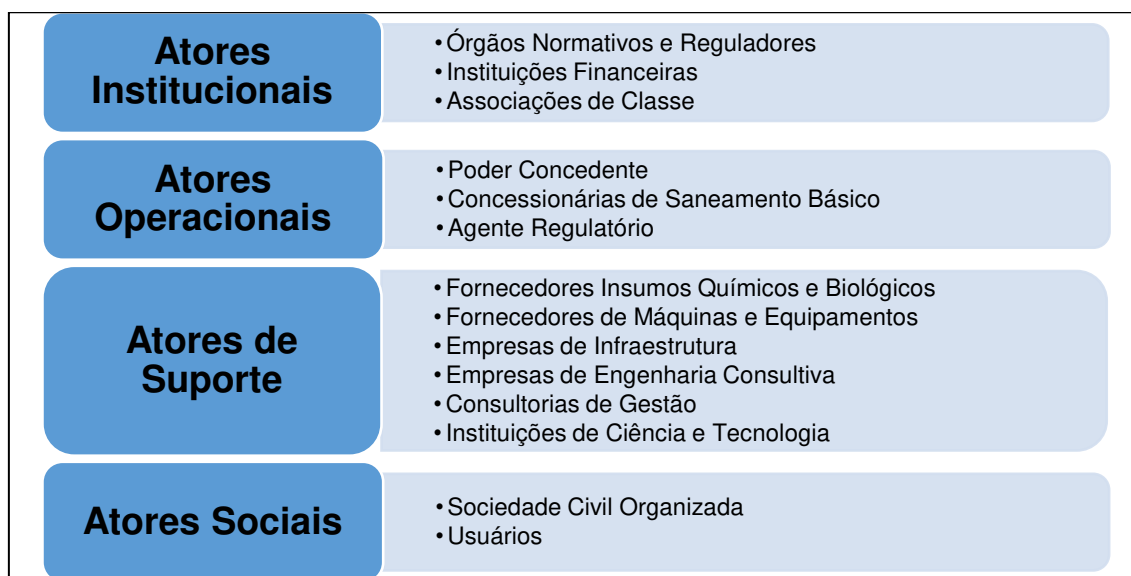 Atores
Institucionais
•Órgãos Normativos e Reguladores
•Instituições Financeiras
•Associações de Classe
Atores
Operacionais
•Poder Concedente
•Concessionárias de Saneamento Básico
•Agente Regulatório
Atores de
Suporte
•Fornecedores Insumos Químicos e Biológicos
•Fornecedores de Máquinas e Equipamentos
•Empresas de Infraestrutura
•Empresas de Engenharia Consultiva
•Consultorias de Gestão
•Instituições de Ciência e Tecnologia
Atores Sociais
•Sociedade Civil Organizada
•Usuários